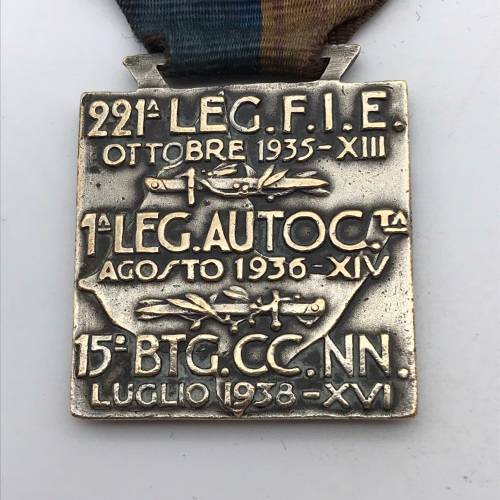 221ᴬ LEG. F. I. E.
OTTOBRE 1935-XIII
1ᴬ LEG. AUTOC.ᵀᴬ
AGOSTO 1936-XIV
15º BTG. CC. NN.
LUGLIO 1938-XVI